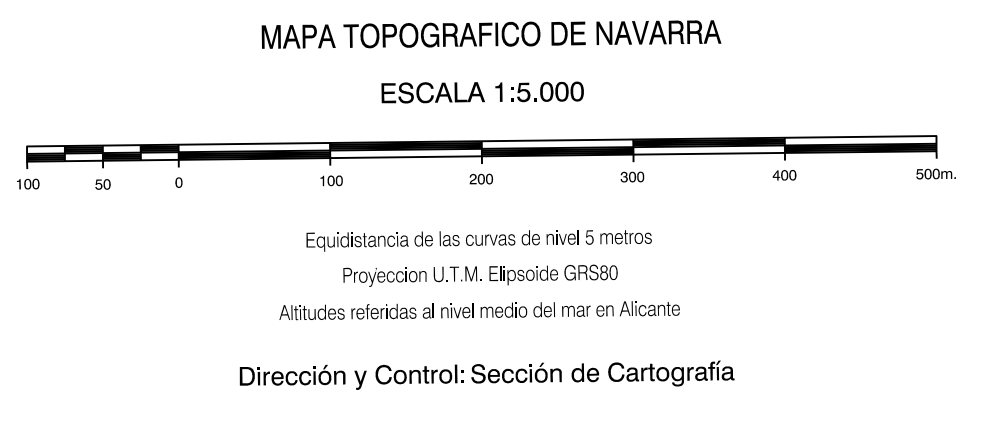 MAPA TOPOGRAFICO DE NAVARRA
ESCALA 1:5.000
100 50 0 100 200 300 400 500m.
Equidistancia de las curvas de nivel 5 metros
Proyeccion U.T.M. Elipsoide GRS80
Altitudes referidas al nivel medio del mar en Alicante
Dirección y Control: Sección de Cartografía